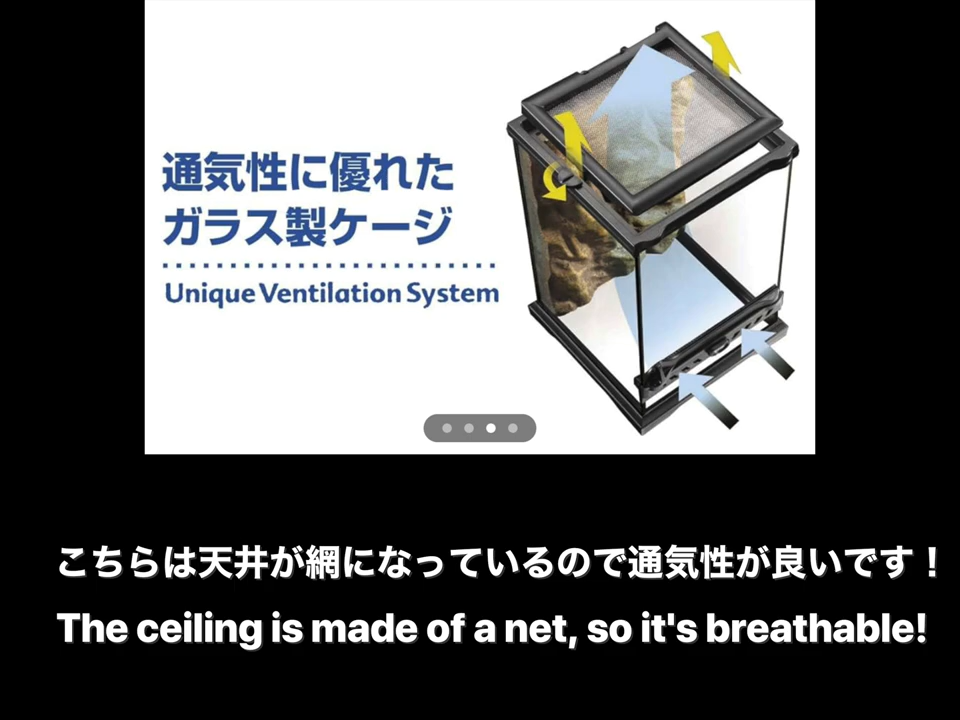 通気性に優れた
ガラス製ケージ
Unique Ventilation System
こちらは天井が網になっているので通気性が良いです！
The ceiling is made of a net, so it's breathable!